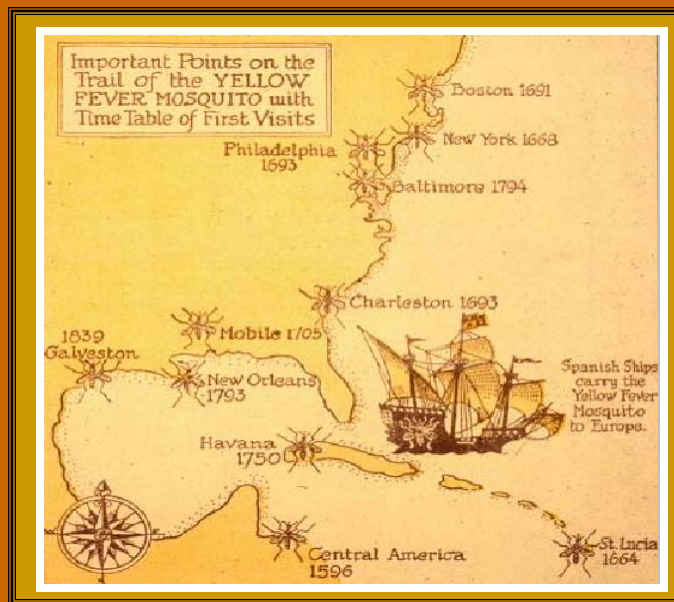 Important Points on the
Trail of the YELLOW
FEVER MOSQUITO with
Time Table of First Visits
Boston 1691
New York 1668
Philadelphia
1693
Baltimore 1794
Charleston 1693
Mobile 1705
1839
Galveston
New Orleans
1793
Spanish Ships
carry the
Yellow Fever
Mosquito
to Europe.
Havana
1750
Central America
1596
St. Lucia
1664